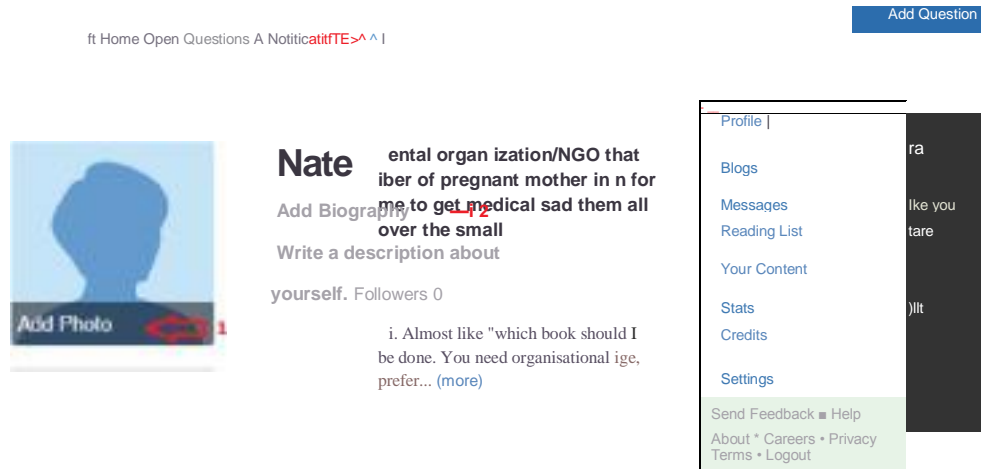 Add Question
ft Home Open Questions A NotiticatitfTE>^ ^ I
Profile |
Blogs
Messages
Reading List
Your Content
Stats
Credits
Settings
Send Feedback ■ Help
About * Careers • Privacy
Terms • Logout
ra
lke you
tare
)llt
Nate
ental organ ization/NGO that
iber of pregnant mother in n for
me to get medical sad them all
over the small
Add Biography —i 2
Write a description about
yourself. Followers 0
Add Photo 1
i. Almost like "which book should I
be done. You need organisational ige,
prefer... (more)